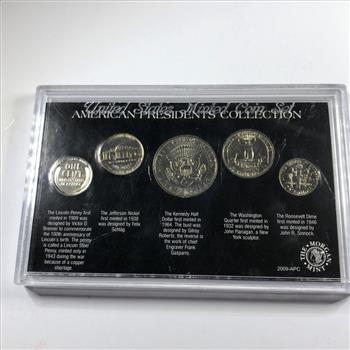 United States Minted Coin Set
AMERICAN PRESIDENTS COLLECTION
ONE
CENT
The Lincoln Penny first
minted in 1909 was
designed by Victor D.
Brenner to commemorate
the 100th anniversary
of Lincoln's birth. The penny
is called a Lincoln Steel
Penny, minted only in
1943 during the war
because of a
copper shortage.
The Jefferson Nickel
first minted in 1938
was designed by Felix
Schlag
The Kennedy Half
Dollar first minted in
1964. The bust was
designed by Gilroy
Roberts; the reverse is
the work of chief
Engraver Frank
Gasparro.
The Washington
Quarter first minted in
1932 was designed by
John Flanagan, a New
York sculptor.
The Roosevelt Dime
first minted in 1946
was designed by
John R. Sinnock.
THE MORGAN
MINT
2009-APC